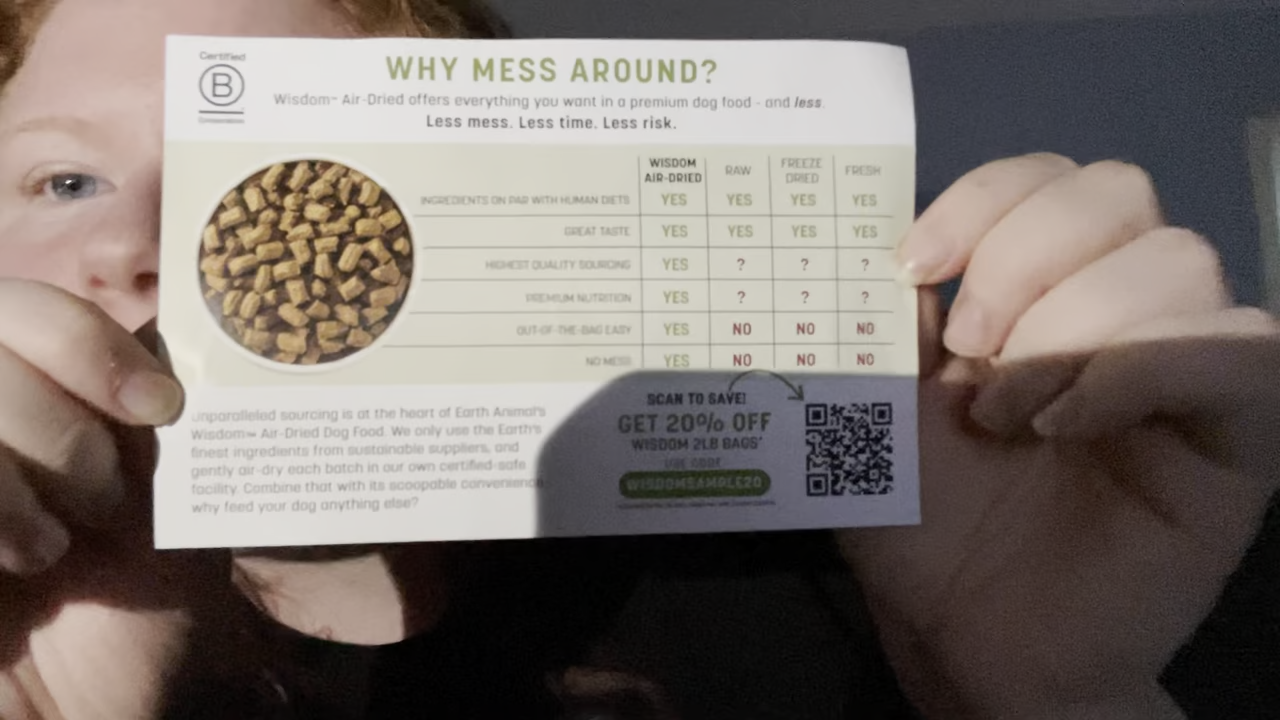 Certified
B
Corporation
WHY MESS AROUND?
Wisdom™ Air-Dried offers everything you want in a premium dog food - and less.
Less mess. Less time. Less risk.
WISDOM AIR-DRIED RAW FREEZE DRIED FRESH
INGREDIENTS ON PAR WITH HUMAN DIETS YES YES YES YES
GREAT TASTE YES YES YES YES
HIGHEST QUALITY SOURCING YES ? ? ?
PREMIUM NUTRITION YES ? ? ?
OUT-OF-THE-BAG EASY YES NO NO NO
NO MESS YES NO NO NO
Unparalleled sourcing is at the heart of Earth Animal's
Wisdom™ Air-Dried Dog Food. We only use the Earth's
finest ingredients from sustainable suppliers, and
gently air-dry each batch in our own certified-safe
facility. Combine that with its scoopable convenience
why feed your dog anything else?
SCAN TO SAVE!
GET 20% OFF
WISDOM 2LB BAGS*
USE CODE
WISDOMSAMPLE20